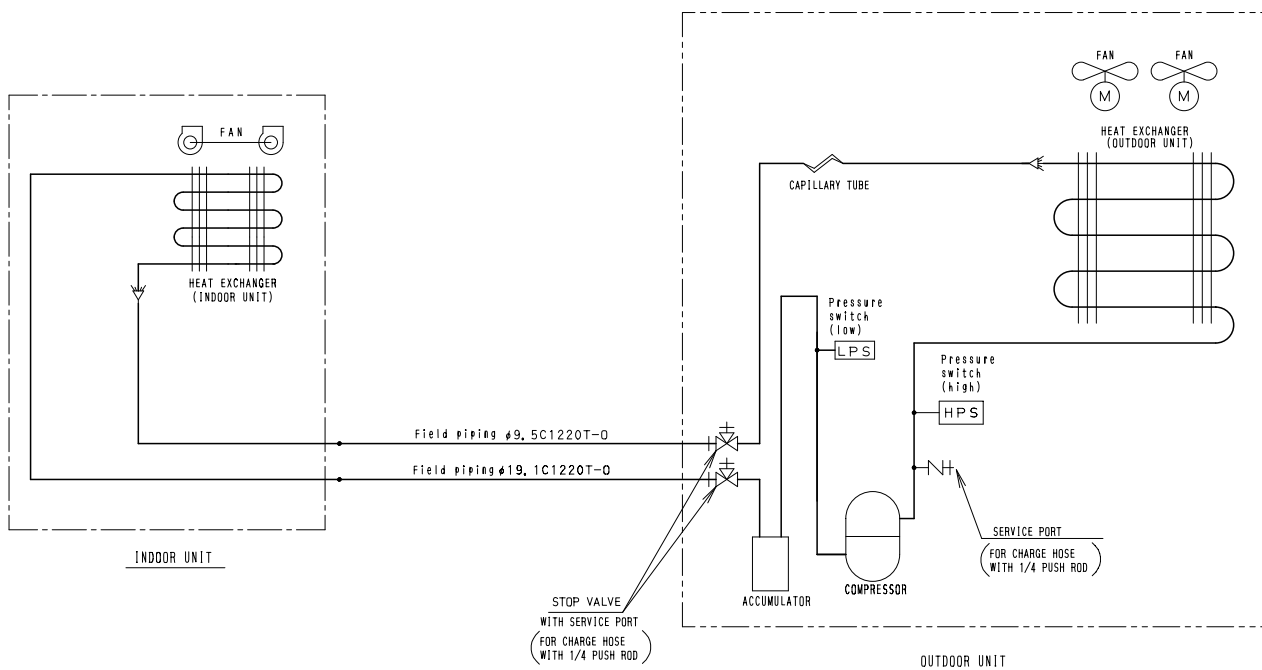 FAN
HEAT EXCHANGER
(INDOOR UNIT)
INDOOR UNIT
Field piping ø9.5C1220T-O
Field piping ø19.1C1220T-O
STOP VALVE
WITH SERVICE PORT
(FOR CHARGE HOSE
WITH 1/4 PUSH ROD)
FAN
FAN
M
M
HEAT EXCHANGER
(OUTDOOR UNIT)
CAPILLARY TUBE
Pressure
switch
(low)
LPS
Pressure
switch
(high)
HPS
SERVICE PORT
(FOR CHARGE HOSE
WITH 1/4 PUSH ROD)
ACCUMULATOR
COMPRESSOR
OUTDOOR UNIT